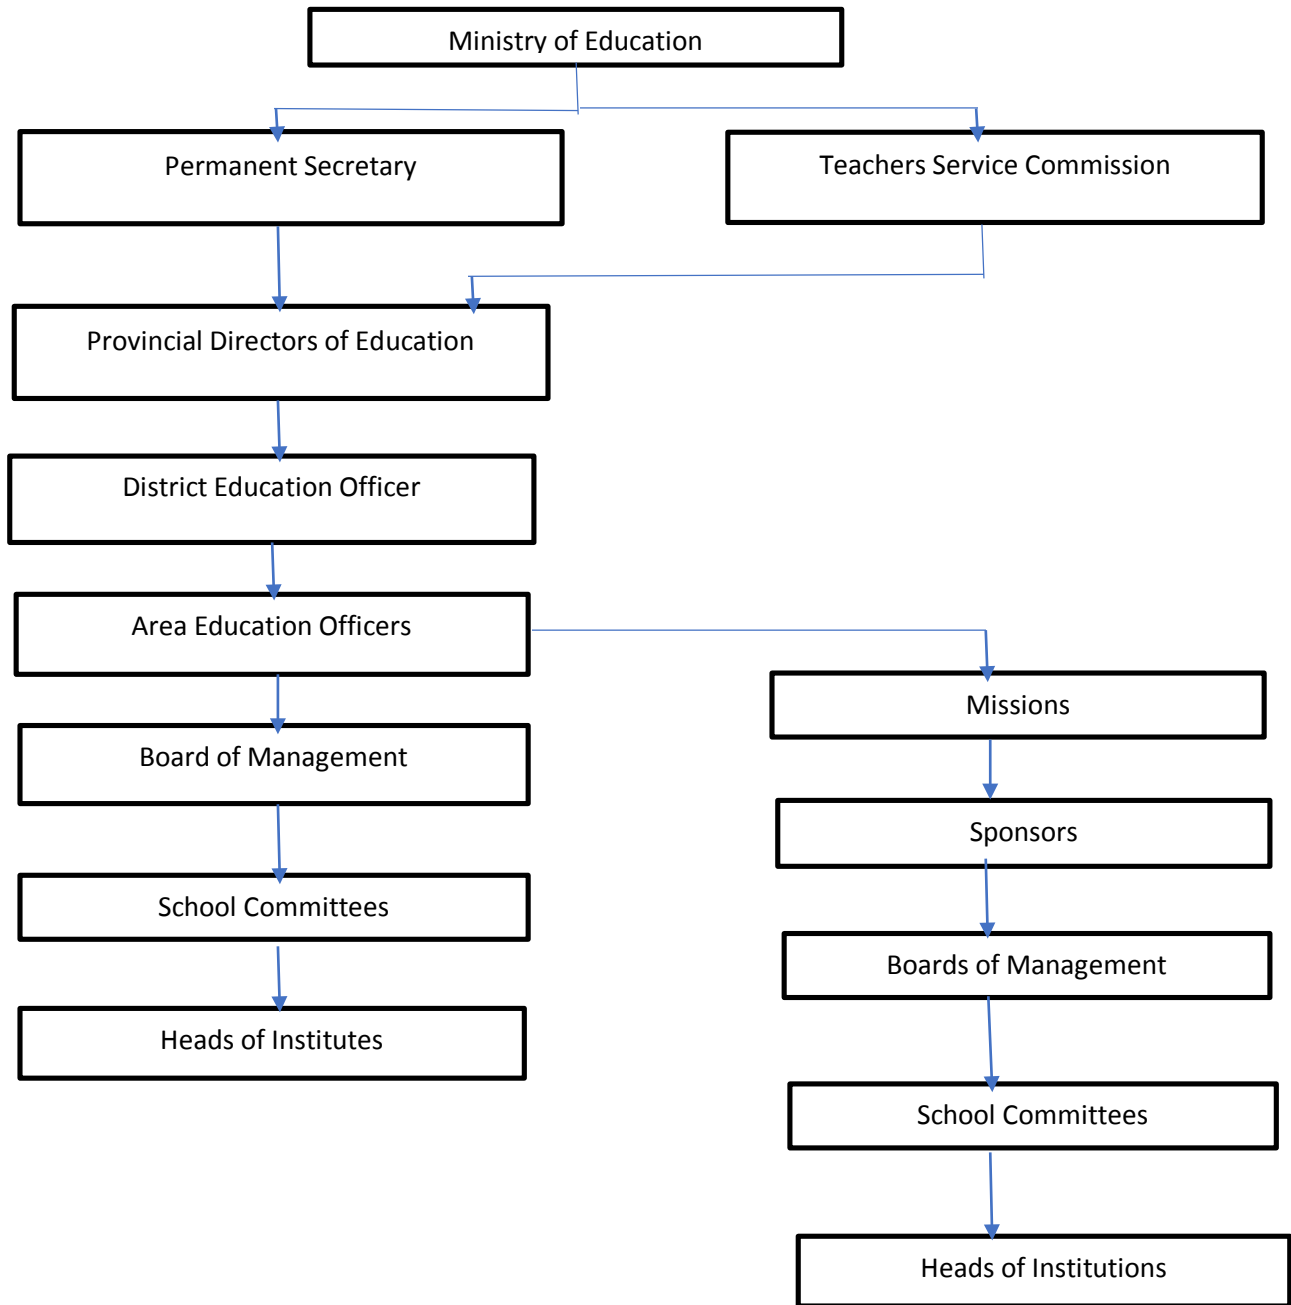 Ministry of Education
Permanent Secretary
Teachers Service Commission
Provincial Directors of Education
District Education Officer
Area Education Officers
Missions
Board of Management
Sponsors
School Committees
Boards of Management
Heads of Institutes
School Committees
Heads of Institutions